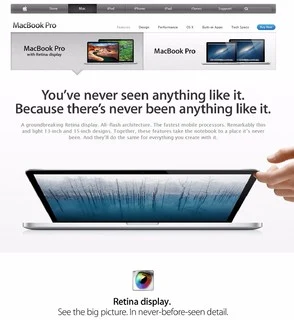 Store Mac iPod iPhone iPad iTunes Support
MacBook Pro
Features Design Performance OS X Built-in Apps Tech Specs Buy Now
MacBook Pro
with Retina display
MacBook Pro
You've never seen anything like it.
Because there's never been anything like it.
A groundbreaking Retina display. All-flash architecture. The fastest mobile processors. Remarkably thin
and light 13-inch and 15-inch designs. Together, these features take the notebook to a place it's never
been. And they'll do the same for everything you create with it.
Retina display.
See the big picture. In never-before-seen detail.